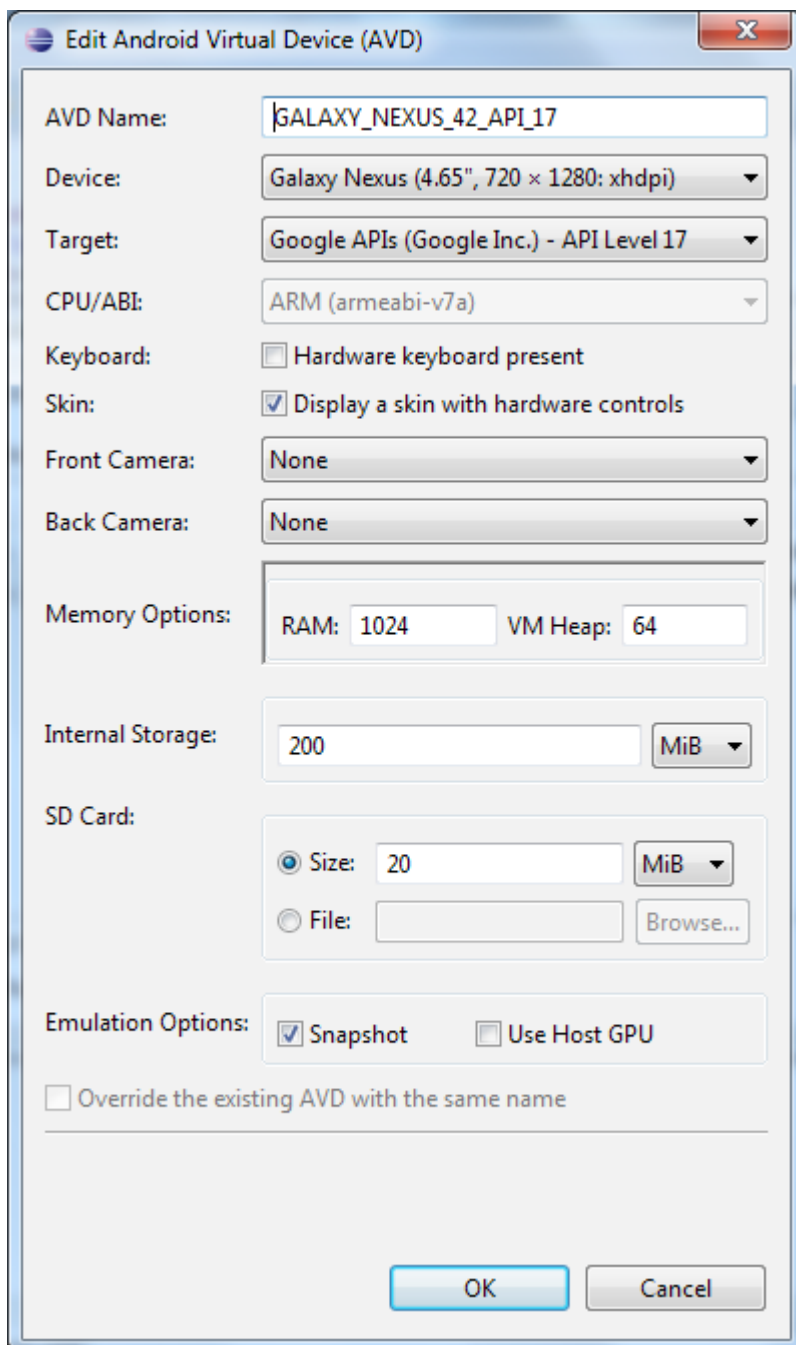 Edit Android Virtual Device (AVD)
AVD Name: GALAXY_NEXUS_42_API_17
Device: Galaxy Nexus (4.65", 720 × 1280: xhdpi)
Target: Google APIs (Google Inc.) - API Level 17
CPU/ABI: ARM (armeabi-v7a)
Keyboard: Hardware keyboard present
Skin: Display a skin with hardware controls
Front Camera: None
Back Camera: None
Memory Options: RAM: 1024 VM Heap: 64
Internal Storage: 200 MiB
SD Card:
Size: 20 MiB
File: Browse...
Emulation Options: Snapshot Use Host GPU
Override the existing AVD with the same name
OK Cancel